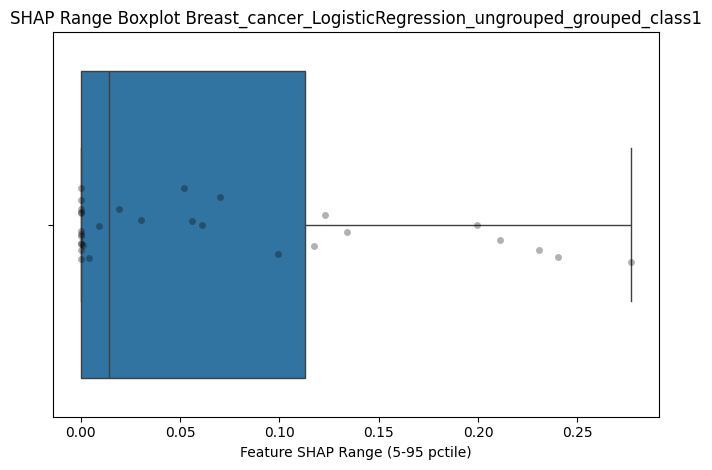 SHAP Range Boxplot Breast_cancer_LogisticRegression_ungrouped_grouped_class1
0.00 0.05 0.10 0.15 0.20 0.25
Feature SHAP Range (5-95 pctile)